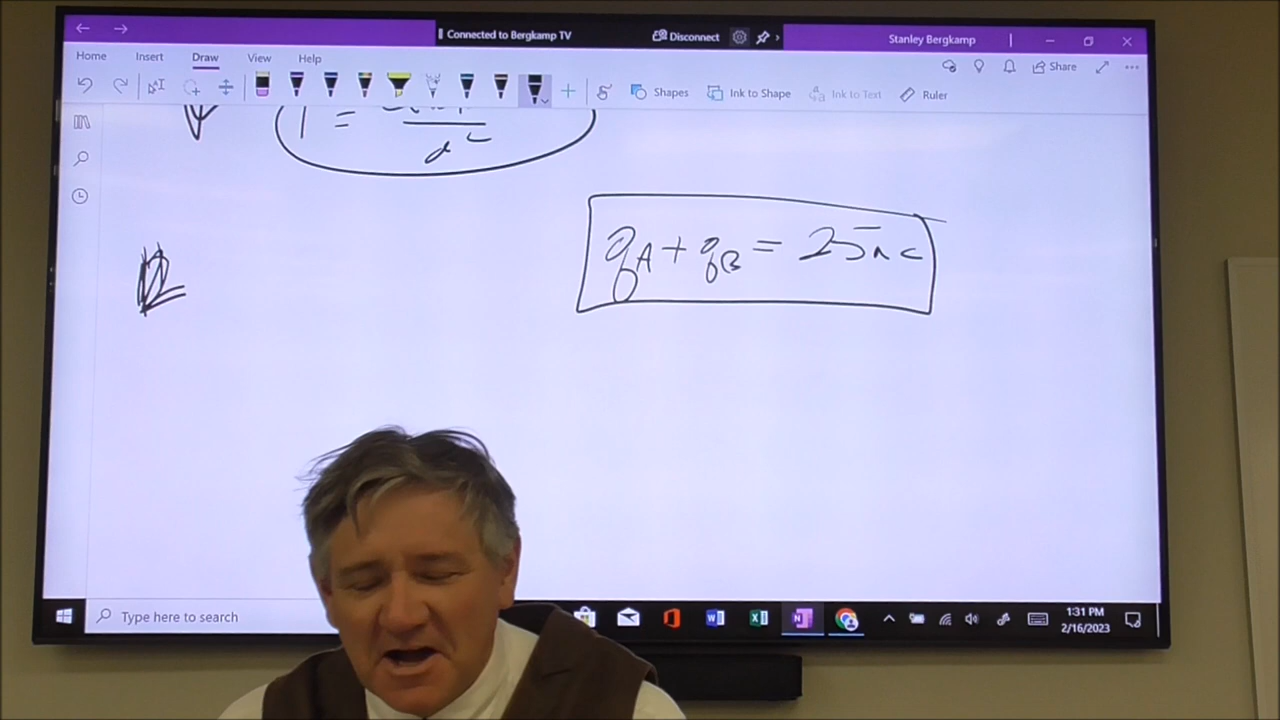 Connected to Bergkamp TV
Disconnect
Stanley Bergkamp
Home Insert Draw View Help
Share
Shapes
Ink to Shape
Ink to Text
Ruler
=
d²
qA + qB = 25nC
Type here to search
1:31 PM
2/16/2023